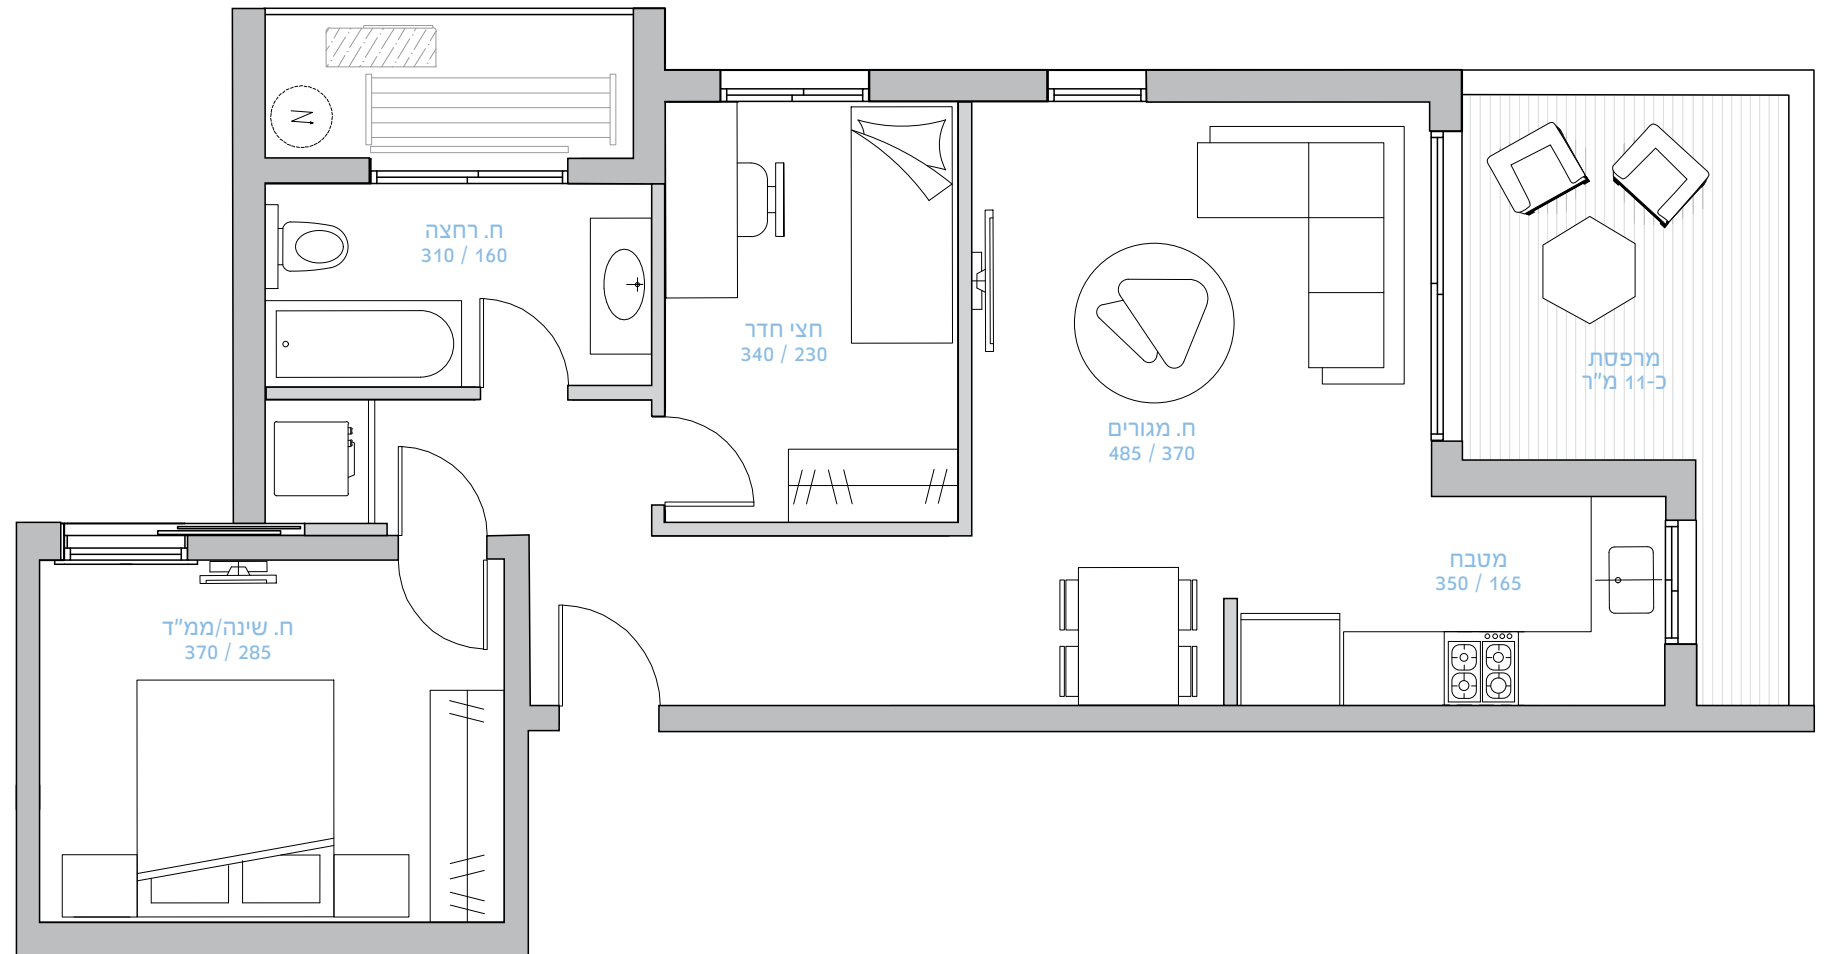 ח. רחצה
310 / 160
חצי חדר
340 / 230
מרפסת
כ-11 מ"ר
ח. מגורים
485 / 370
מטבח
350 / 165
ח. שינה/ממ"ד
370 / 285
N